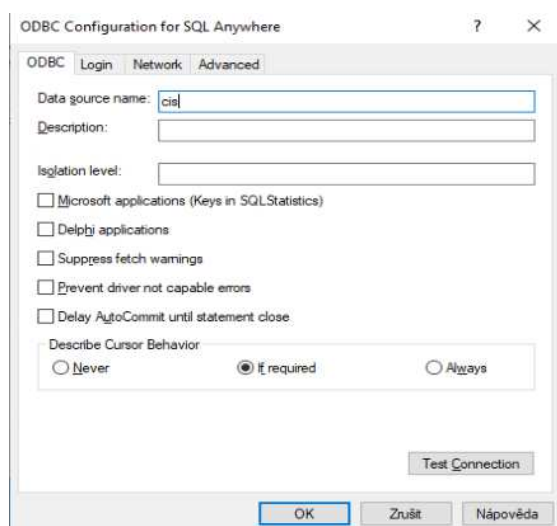 ODBC Configuration for SQL Anywhere ? ×
ODBC Login Network Advanced
Data source name: cis
Description:
Isolation level:
Microsoft applications (Keys in SQLStatistics)
Delphi applications
Suppress fetch warnings
Prevent driver not capable errors
Delay AutoCommit until statement close
Describe Cursor Behavior
Never If required Always
Test Connection
OK Zrušit Nápověda